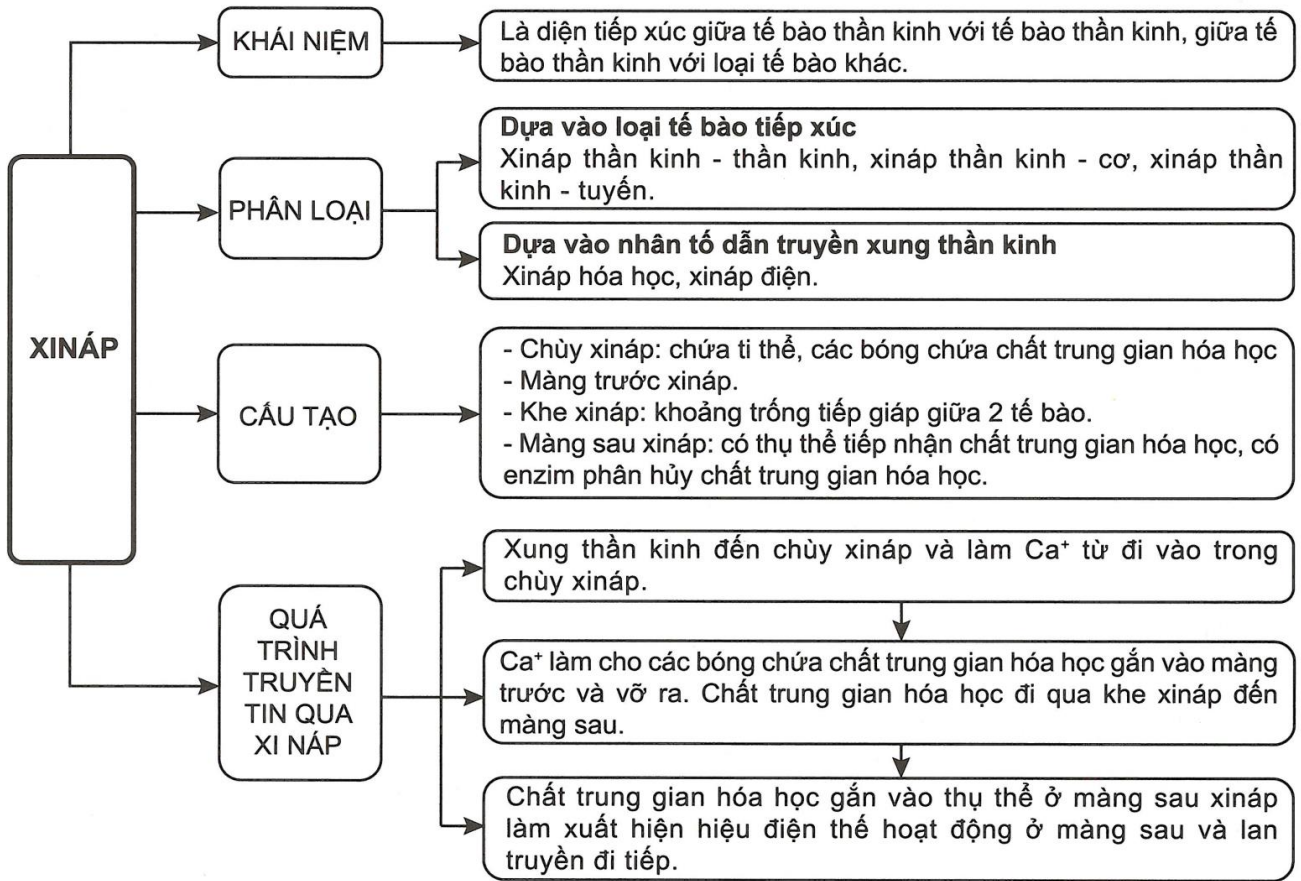 KHÁI NIỆM
Là diện tiếp xúc giữa tế bào thần kinh với tế bào thần kinh, giữa tế
bào thần kinh với loại tế bào khác.
XINÁP
PHÂN LOẠI
Dựa vào loại tế bào tiếp xúc
Xináp thần kinh - thần kinh, xináp thần kinh - cơ, xináp thần
kinh - tuyến.
Dựa vào nhân tố dẫn truyền xung thần kinh
Xináp hóa học, xináp điện.
CẤU TẠO
- Chùy xináp: chứa ti thể, các bóng chứa chất trung gian hóa học
- Màng trước xináp.
- Khe xináp: khoảng trống tiếp giáp giữa 2 tế bào.
- Màng sau xináp: có thụ thể tiếp nhận chất trung gian hóa học, có
enzim phân hủy chất trung gian hóa học.
QUÁ
TRÌNH
TRUYỀN
TIN QUA
XI NÁP
Xung thần kinh đến chùy xináp và làm Ca⁺ từ đi vào trong
chùy xináp.
Ca⁺ làm cho các bóng chứa chất trung gian hóa học gắn vào màng
trước và vỡ ra. Chất trung gian hóa học đi qua khe xináp đến
màng sau.
Chất trung gian hóa học gắn vào thụ thể ở màng sau xináp
làm xuất hiện hiệu điện thế hoạt động ở màng sau và lan
truyền đi tiếp.